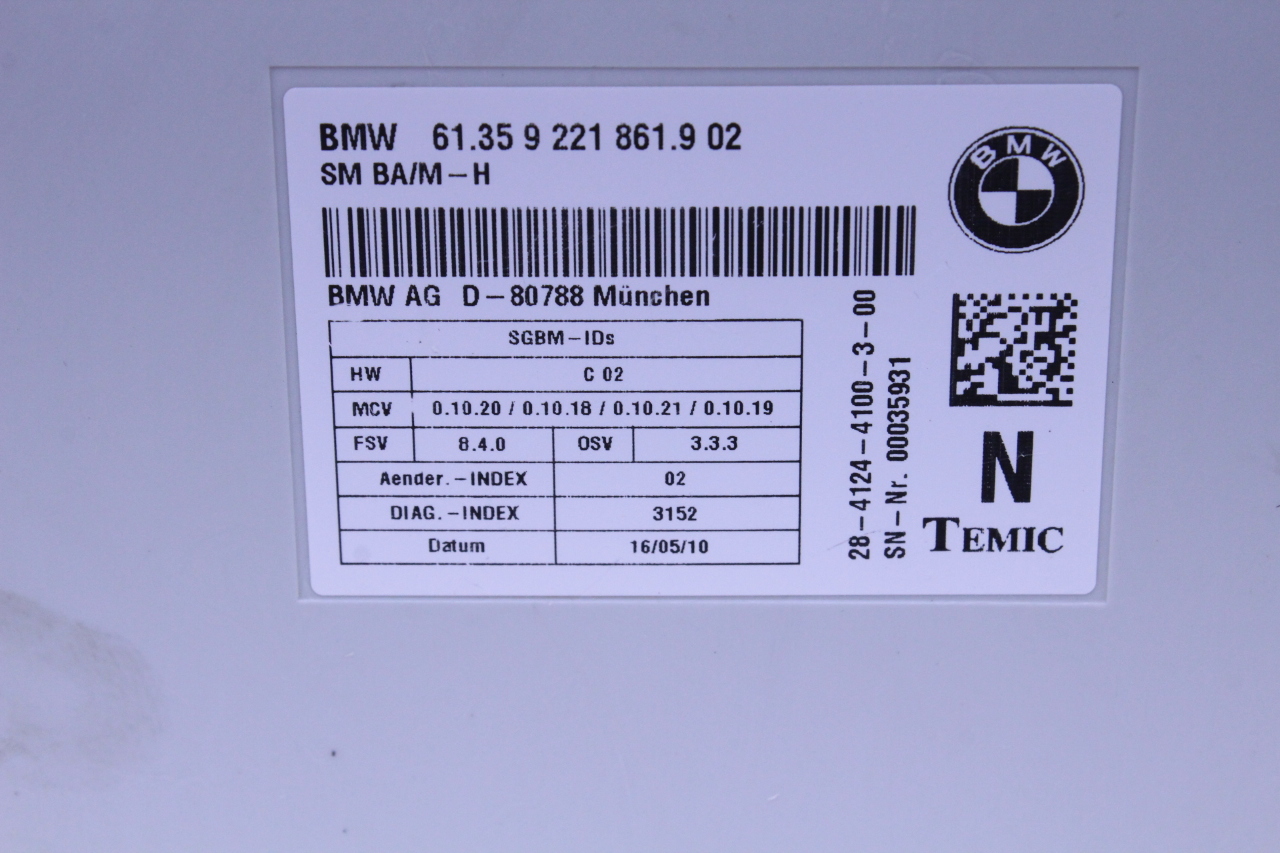 BMW 61.35 9 221 861.9 02
SM BA/M-H
BMW
BMW AG D-80788 München
SGBM-IDs
HW C 02
MCV 0.10.20 / 0.10.18 / 0.10.21 / 0.10.19
FSV 8.4.0 OSV 3.3.3
Aender.-INDEX 02
DIAG.-INDEX 3152
Datum 16/05/10
28-4124-4100-3-00
SN-Nr. 00035931
N
TEMIC